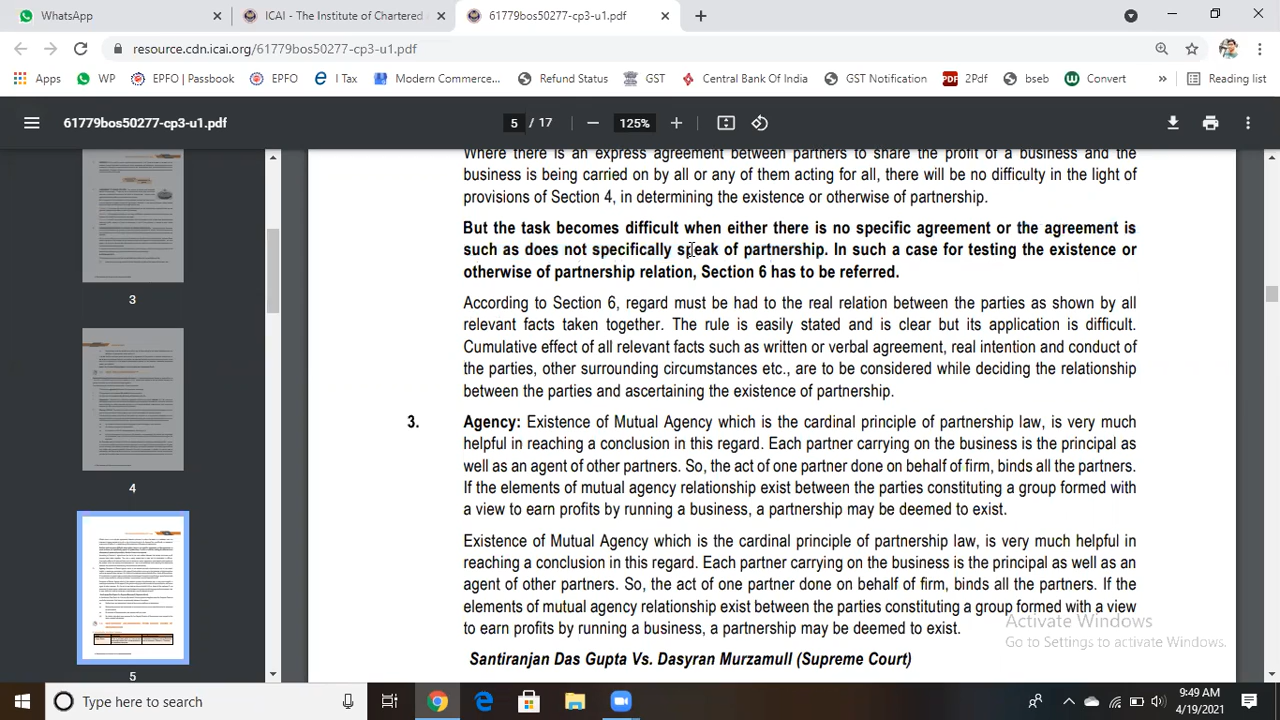 WhatsApp
ICAI - The Institute of Chartered
61779bos50277-cp3-u1.pdf
resource.cdn.icai.org/61779bos50277-cp3-u1.pdf
Apps WP EPFO | Passbook EPFO I Tax Modern Commerce... Refund Status GST Central Bank Of India GST Notification 2Pdf bseb Convert » Reading list
61779bos50277-cp3-u1.pdf 5 / 17 125%
3
4
5
Where there is an express agreement between partners to share the profit of a business and the
business is being carried on by all or any of them acting for all, there will be no difficulty in the light of
provisions of Section 4, in determining the existence or otherwise of partnership.
But the task becomes difficult when either there is no specific agreement or the agreement is
such as does not specifically speak of partnership. In such a case for testing the existence or
otherwise of partnership relation, Section 6 has to be referred.
According to Section 6, regard must be had to the real relation between the parties as shown by all
relevant facts taken together. The rule is easily stated and is clear but its application is difficult.
Cumulative effect of all relevant facts such as written or verbal agreement, real intention and conduct of
the parties, other surrounding circumstances etc., are to be considered while deciding the relationship
between the parties and ascertaining the existence of partnership.
3. Agency: Existence of Mutual Agency which is the cardinal principle of partnership law, is very much
helpful in reaching a conclusion in this regard. Each partner carrying on the business is the principal as
well as an agent of other partners. So, the act of one partner done on behalf of firm, binds all the partners.
If the elements of mutual agency relationship exist between the parties constituting a group formed with
a view to earn profits by running a business, a partnership may be deemed to exist.
Existence of Mutual Agency which is the cardinal principle of partnership law, is very much helpful in
reaching a conclusion in this regard. Each partner carrying on the business is the principal as well as an
agent of other partners. So, the act of one partner done on behalf of firm, binds all the partners. If the
elements of mutual agency relationship exist between the parties constituting a group formed with a view
to earn profits by running a business, a partnership may be deemed to exist.
Santiranjan Das Gupta Vs. Dasyran Murzamull (Supreme Court)
Activate Windows
Go to Settings to activate Windows.
Type here to search
9:49 AM
4/19/2021